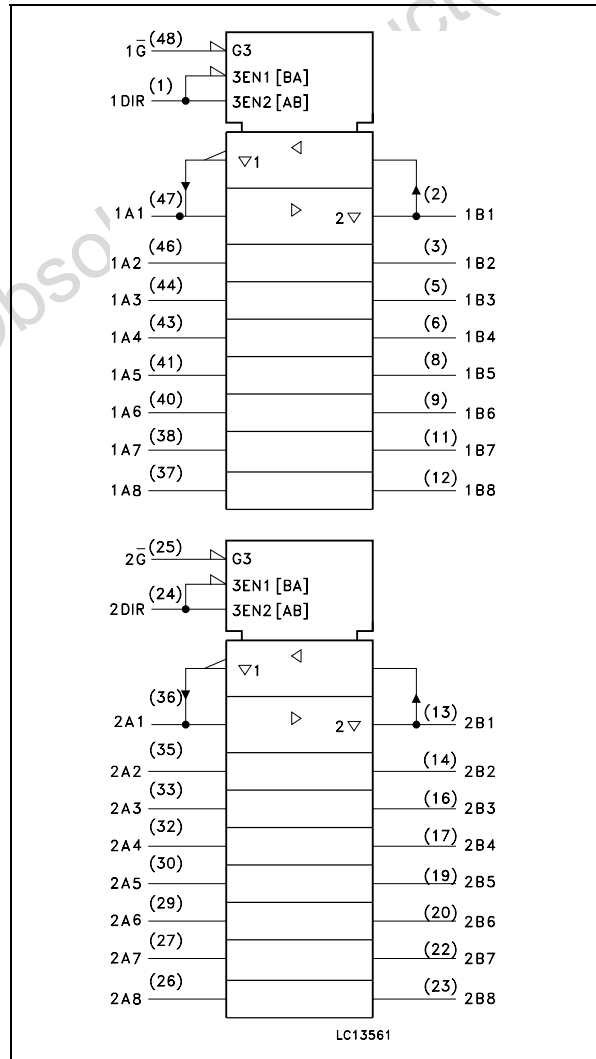 1G̅ (48) G3
3EN1 [BA]
1DIR (1) 3EN2 [AB]
▽1 ◁
1A1 (47) ▷ 2▽ (2) 1B1
1A2 (46) (3) 1B2
1A3 (44) (5) 1B3
1A4 (43) (6) 1B4
1A5 (41) (8) 1B5
1A6 (40) (9) 1B6
1A7 (38) (11) 1B7
1A8 (37) (12) 1B8
2G̅ (25) G3
3EN1 [BA]
2DIR (24) 3EN2 [AB]
▽1 ◁
2A1 (36) ▷ 2▽ (13) 2B1
2A2 (35) (14) 2B2
2A3 (33) (16) 2B3
2A4 (32) (17) 2B4
2A5 (30) (19) 2B5
2A6 (29) (20) 2B6
2A7 (27) (22) 2B7
2A8 (26) (23) 2B8
LC13561